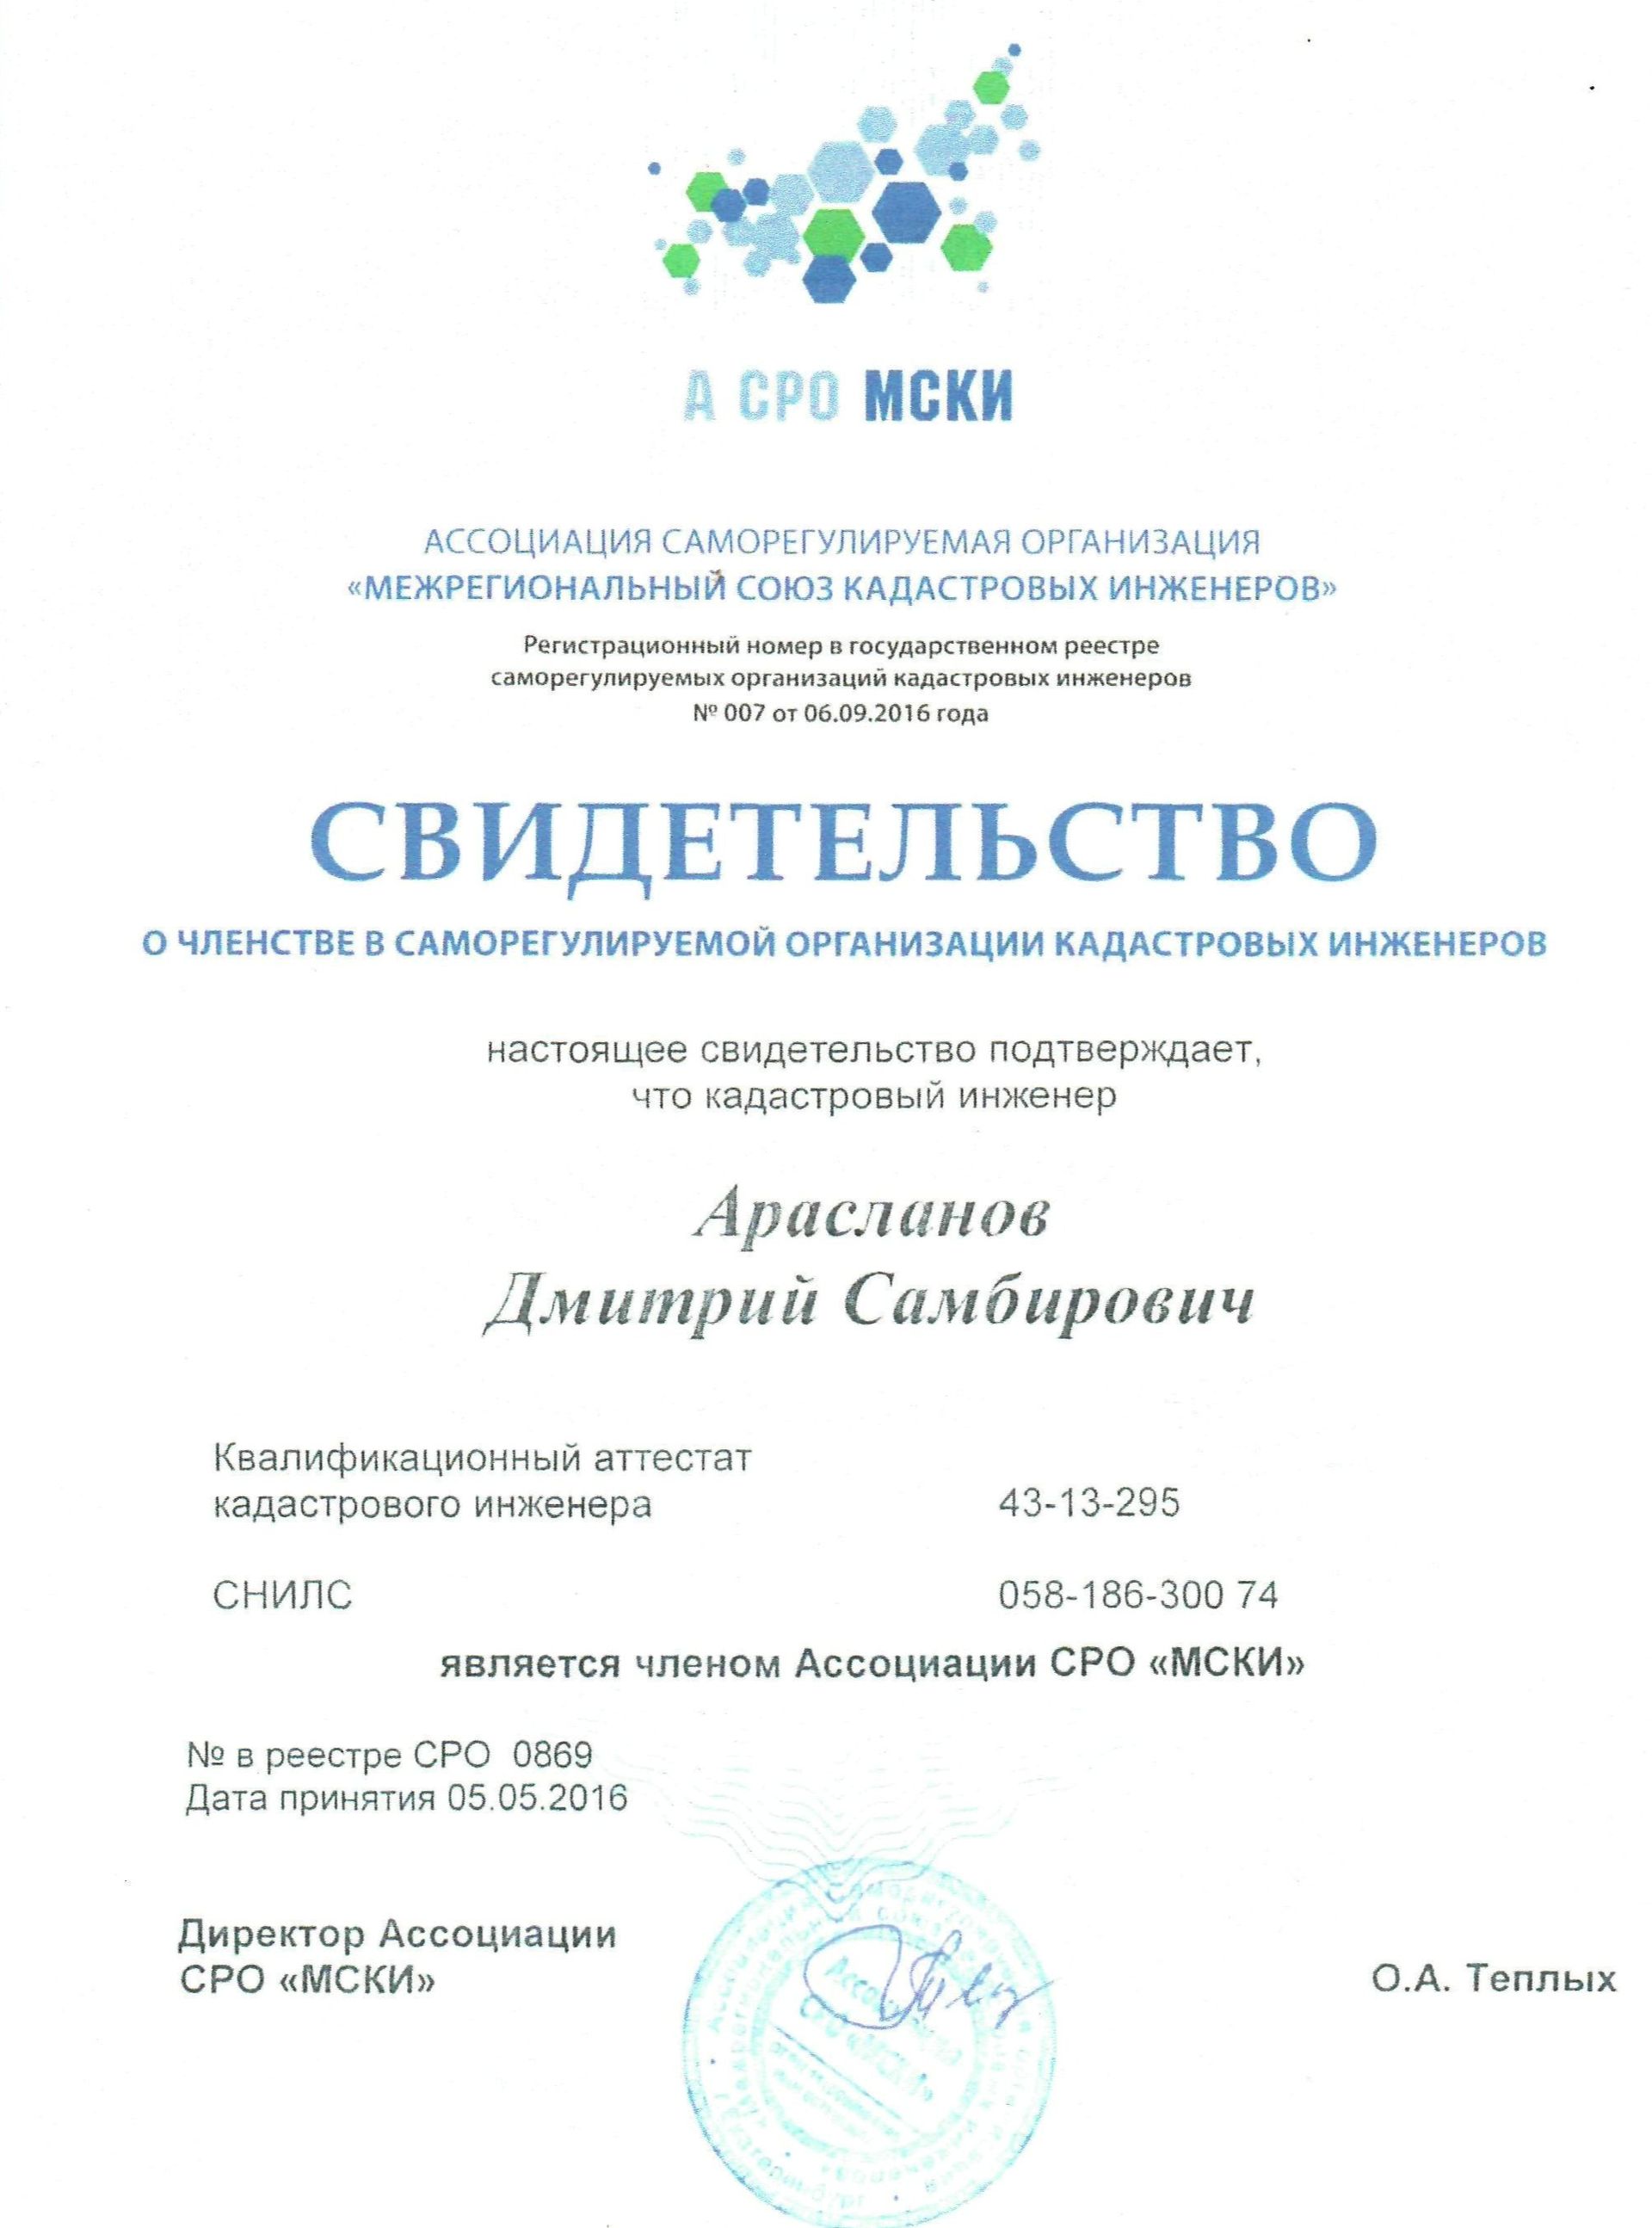 А СРО МСКИ
АССОЦИАЦИЯ САМОРЕГУЛИРУЕМАЯ ОРГАНИЗАЦИЯ
«МЕЖРЕГИОНАЛЬНЫЙ СОЮЗ КАДАСТРОВЫХ ИНЖЕНЕРОВ»
Регистрационный номер в государственном реестре
саморегулируемых организаций кадастровых инженеров
№ 007 от 06.09.2016 года
СВИДЕТЕЛЬСТВО
О ЧЛЕНСТВЕ В САМОРЕГУЛИРУЕМОЙ ОРГАНИЗАЦИИ КАДАСТРОВЫХ ИНЖЕНЕРОВ
настоящее свидетельство подтверждает,
что кадастровый инженер
Арасланов
Дмитрий Самбирович
Квалификационный аттестат
кадастрового инженера 43-13-295
СНИЛС 058-186-300 74
является членом Ассоциации СРО «МСКИ»
№ в реестре СРО 0869
Дата принятия 05.05.2016
Директор Ассоциации
СРО «МСКИ» О.А. Теплых
Ассоциация
СРО «МСКИ»